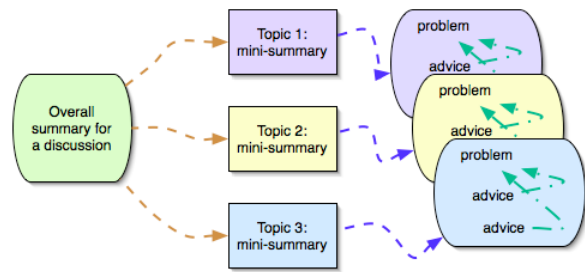 Overall
summary for
a discussion
Topic 1:
mini-summary
Topic 2:
mini-summary
Topic 3:
mini-summary
problem
advice
problem
advice
problem
advice
advice